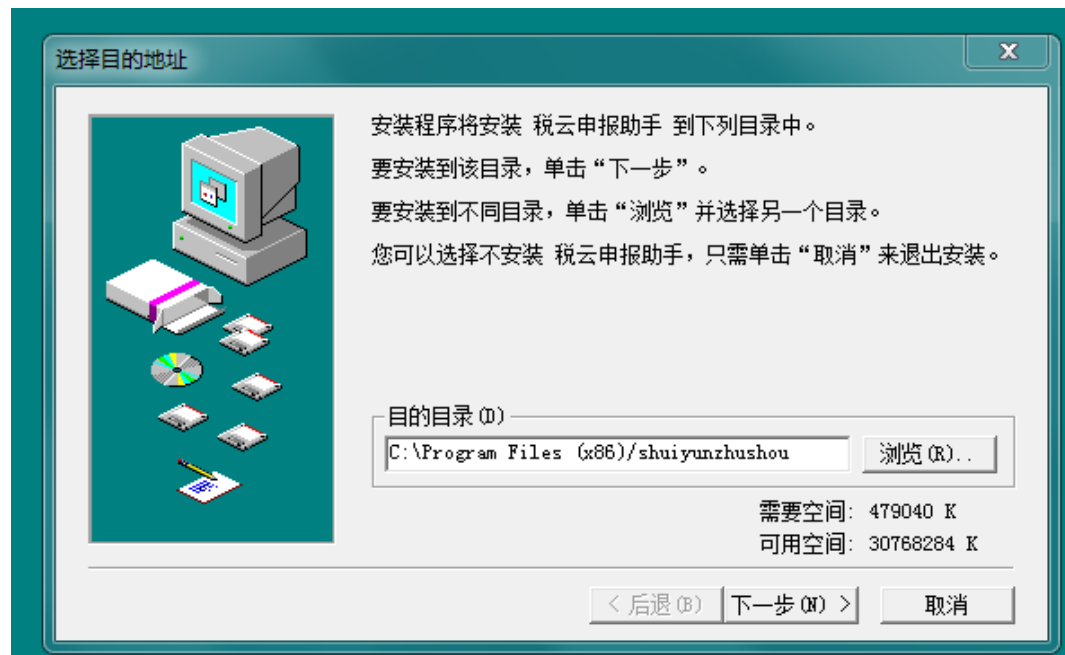 选择目的地址
安装程序将安装 税云申报助手 到下列目录中。
要安装到该目录，单击“下一步”。
要安装到不同目录，单击“浏览”并选择另一个目录。
您可以选择不安装 税云申报助手，只需单击“取消”来退出安装。
目的目录(D)
C:\Program Files (x86)/shuiyunzhushou
浏览(R)..
需要空间: 479040 K
可用空间: 30768284 K
< 后退(B) 下一步(N) > 取消